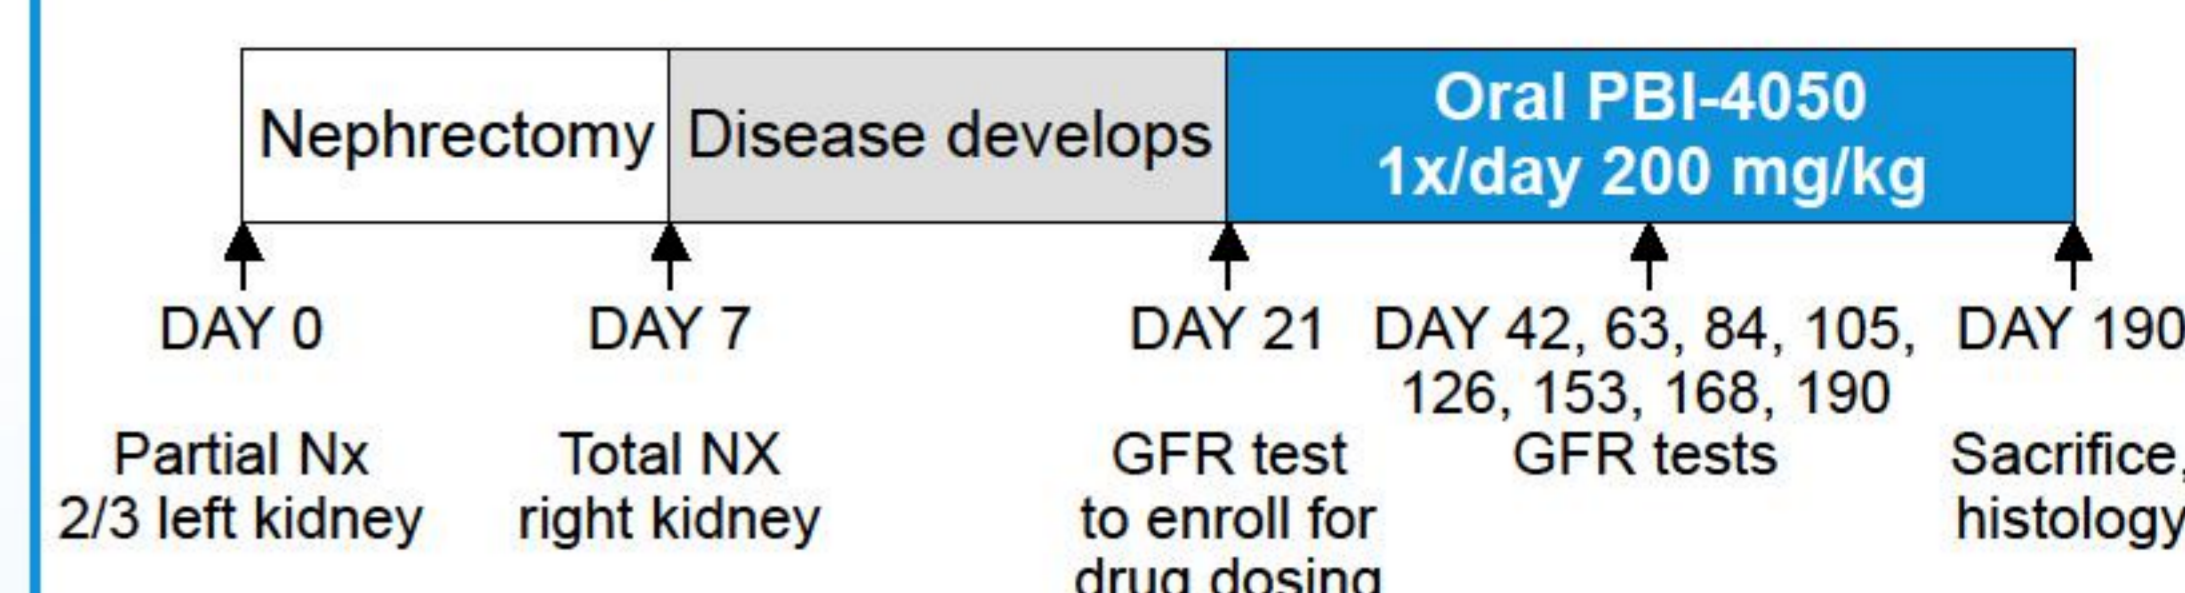 Nephrectomy
Disease develops
Oral PBI-4050
1x/day 200 mg/kg
DAY 0
DAY 7
DAY 21
DAY 42, 63, 84, 105,
126, 153, 168, 190
DAY 190
Partial Nx
2/3 left kidney
Total NX
right kidney
GFR test
to enroll for
drug dosing
GFR tests
Sacrifice,
histology